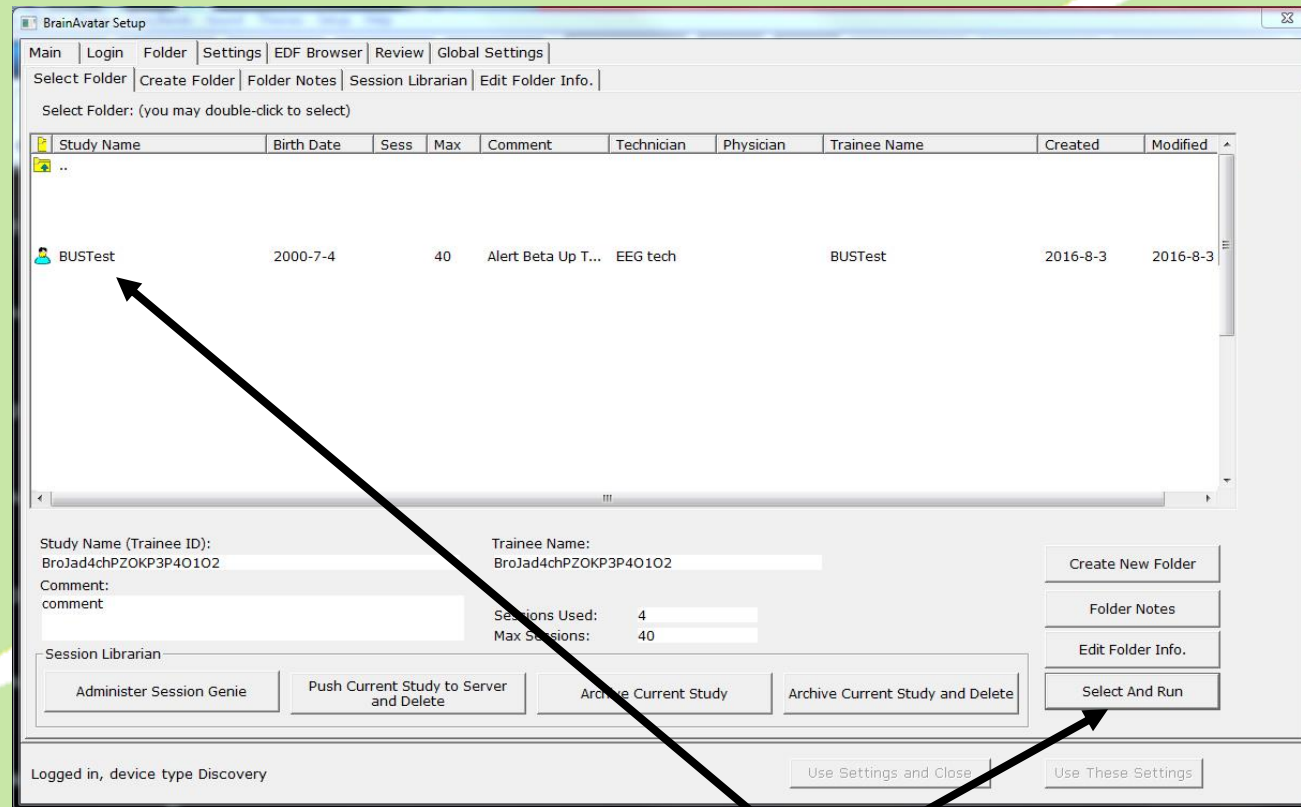 BrainAvatar Setup
Main Login Folder Settings EDF Browser Review Global Settings
Select Folder Create Folder Folder Notes Session Librarian Edit Folder Info.
Select Folder: (you may double-click to select)
Study Name Birth Date Sess Max Comment Technician Physician Trainee Name Created Modified
..
BUSTest 2000-7-4 40 Alert Beta Up T... EEG tech BUSTest 2016-8-3 2016-8-3
Study Name (Trainee ID): Trainee Name:
BroJad4chPZOKP3P4O1O2 BroJad4chPZOKP3P4O1O2
Create New Folder
Comment:
comment
Folder Notes
Sessions Used: 4
Max Sessions: 40
Edit Folder Info.
Session Librarian
Administer Session Genie
Push Current Study to Server
and Delete
Archive Current Study
Archive Current Study and Delete
Select And Run
Logged in, device type Discovery
Use Settings and Close
Use These Settings